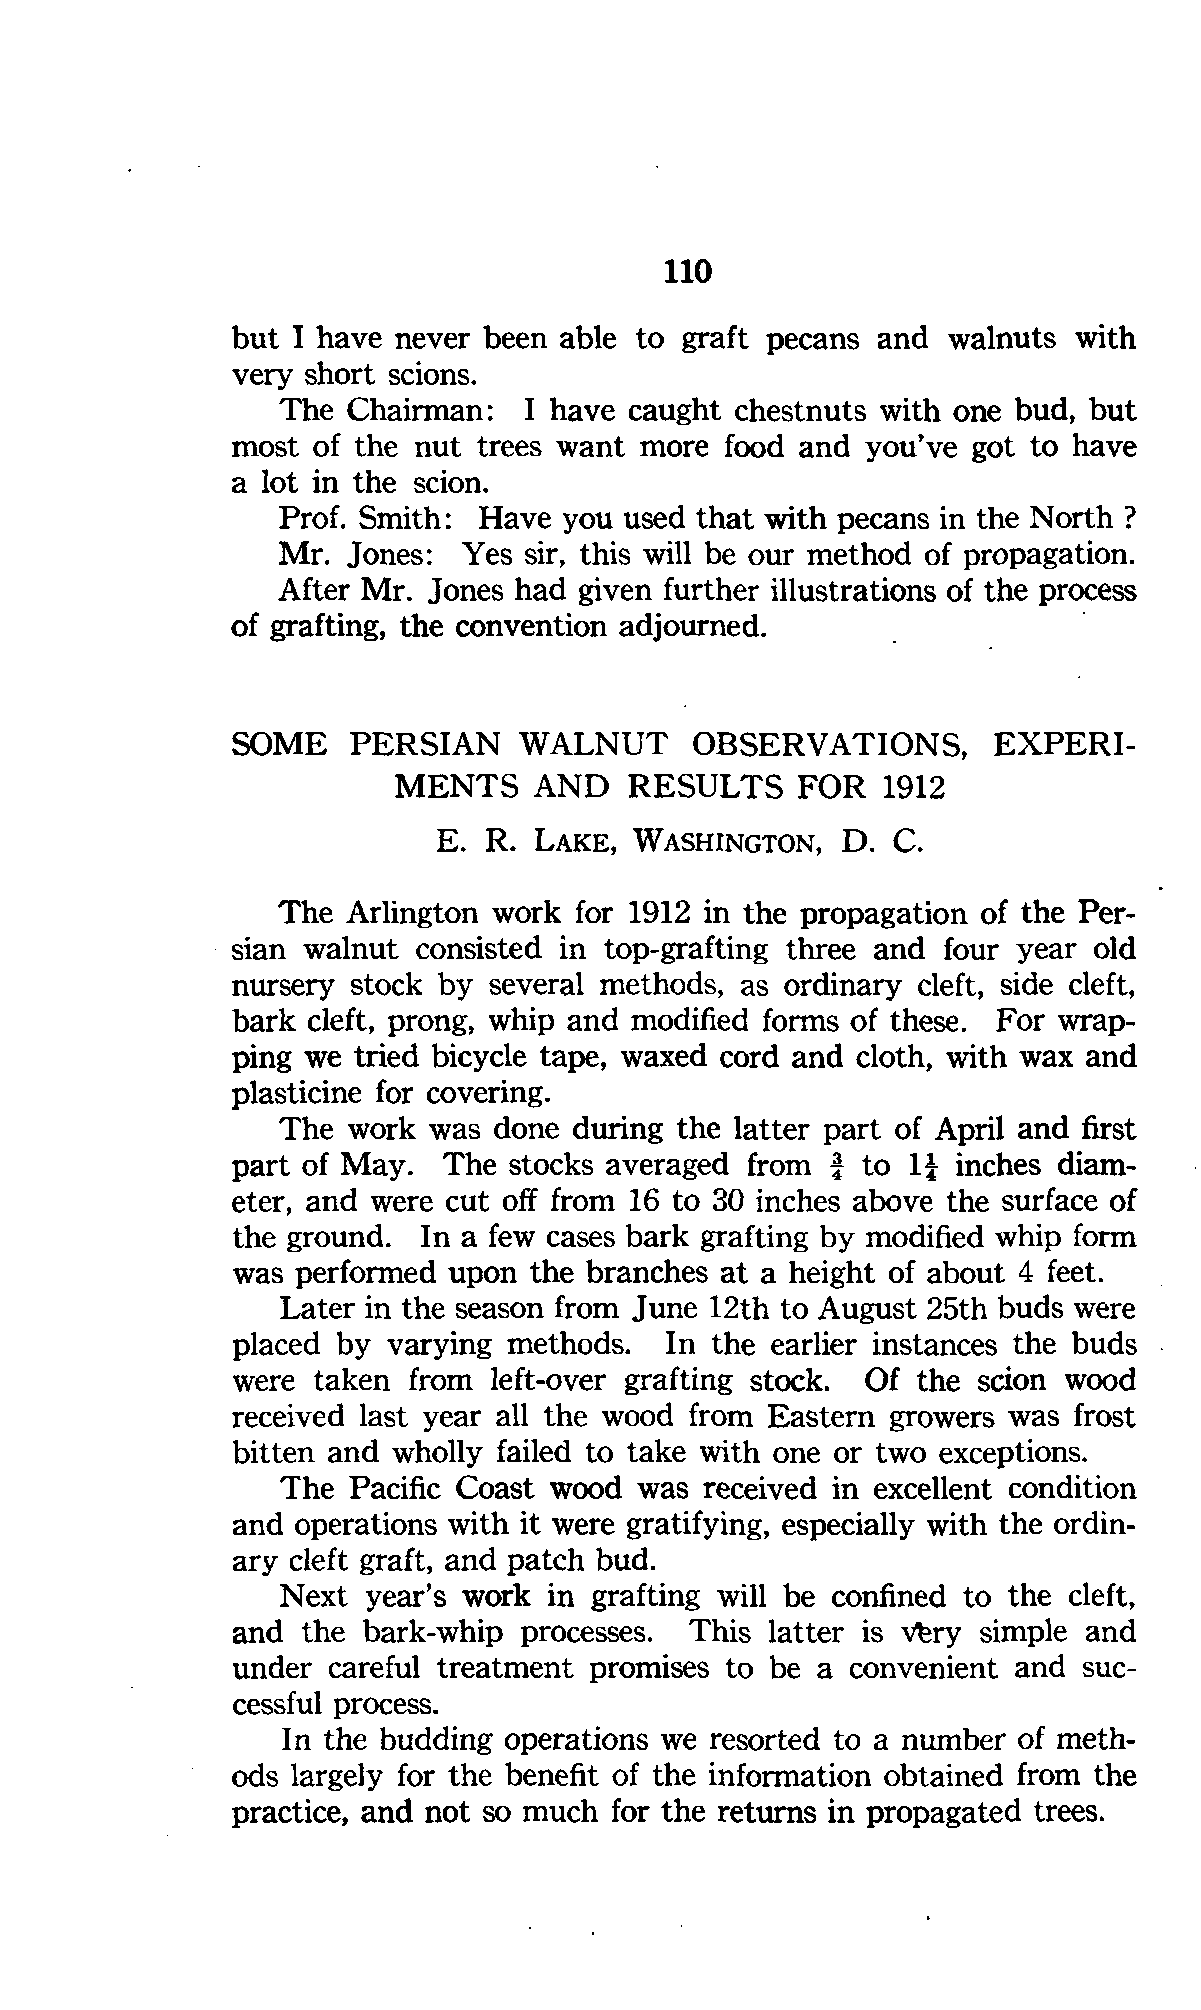 110
but I have never been able to graft pecans and walnuts with
very short scions.
The Chairman: I have caught chestnuts with one bud, but
most of the nut trees want more food and you've got to have
a lot in the scion.
Prof. Smith: Have you used that with pecans in the North ?
Mr. Jones: Yes sir, this will be our method of propagation.
After Mr. Jones had given further illustrations of the process
of grafting, the convention adjourned.
SOME PERSIAN WALNUT OBSERVATIONS, EXPERI-
MENTS AND RESULTS FOR 1912
E. R. LAKE, WASHINGTON, D. C.
The Arlington work for 1912 in the propagation of the Per-
sian walnut consisted in top-grafting three and four year old
nursery stock by several methods, as ordinary cleft, side cleft,
bark cleft, prong, whip and modified forms of these. For wrap-
ping we tried bicycle tape, waxed cord and cloth, with wax and
plasticine for covering.
The work was done during the latter part of April and first
part of May. The stocks averaged from ¾ to 1¼ inches diam-
eter, and were cut off from 16 to 30 inches above the surface of
the ground. In a few cases bark grafting by modified whip form
was performed upon the branches at a height of about 4 feet.
Later in the season from June 12th to August 25th buds were
placed by varying methods. In the earlier instances the buds
were taken from left-over grafting stock. Of the scion wood
received last year all the wood from Eastern growers was frost
bitten and wholly failed to take with one or two exceptions.
The Pacific Coast wood was received in excellent condition
and operations with it were gratifying, especially with the ordin-
ary cleft graft, and patch bud.
Next year's work in grafting will be confined to the cleft,
and the bark-whip processes. This latter is very simple and
under careful treatment promises to be a convenient and suc-
cessful process.
In the budding operations we resorted to a number of meth-
ods largely for the benefit of the information obtained from the
practice, and not so much for the returns in propagated trees.